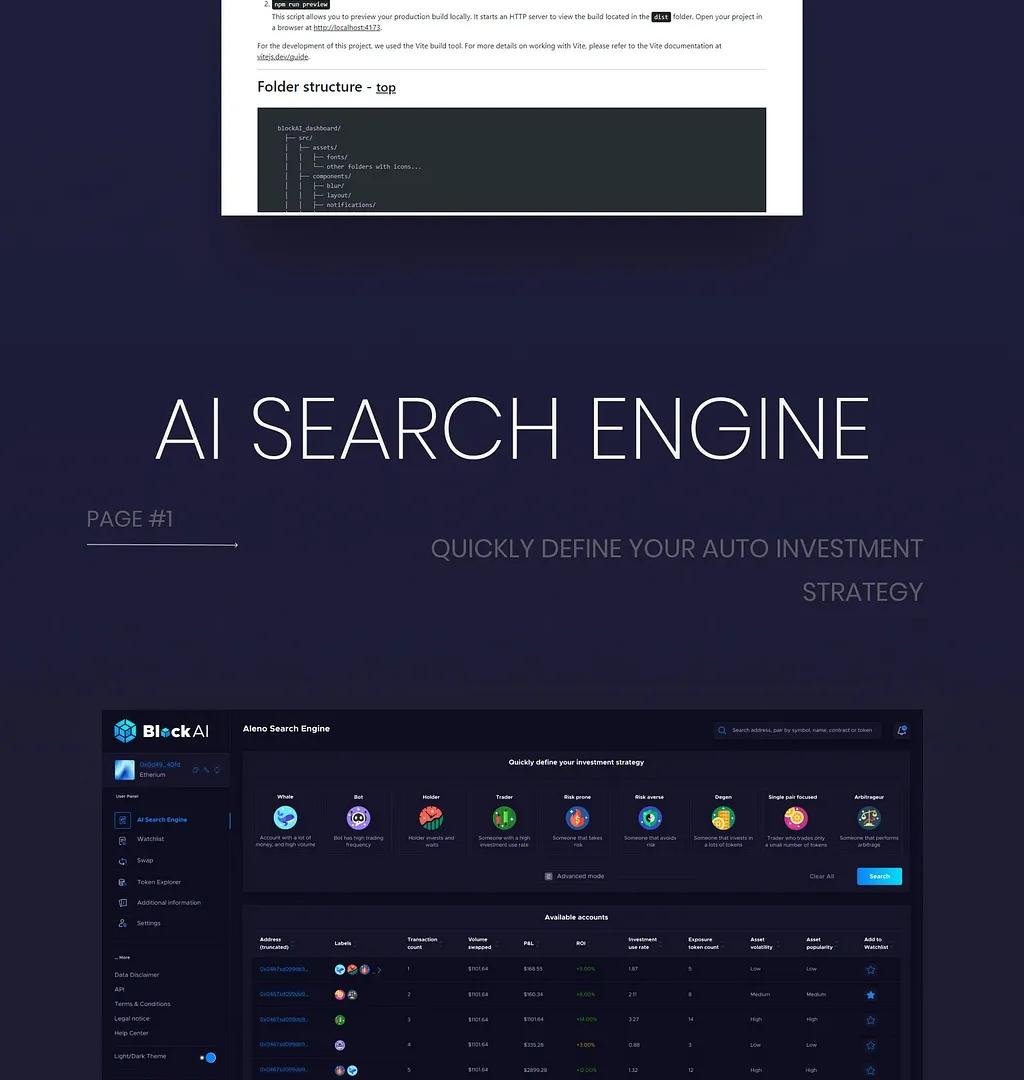 2. npm run preview
This script allows you to preview your production build locally. It starts an HTTP server to view the build located in the dist folder. Open your project in
a browser at http://localhost:4173.
For the development of this project, we used the Vite build tool. For more details on working with Vite, please refer to the Vite documentation at
vitejs.dev/guide.
Folder structure - top
blockAI_dashboard/
├── src/
│ ├── assets/
│ │ ├── fonts/
│ │ └── other folders with icons...
│ ├── components/
│ │ ├── blur/
│ │ ├── layout/
│ │ ├── notifications/
AI SEARCH ENGINE
PAGE #1
QUICKLY DEFINE YOUR AUTO INVESTMENT
STRATEGY
BlockAI
Aleno Search Engine
Search address, pair by symbol, name, contract or token
0x0d49...40fd
Etherium
User Panel
AI Search Engine
Watchlist
Swap
Token Explorer
Additional information
Settings
... More
Data Disclaimer
API
Terms & Conditions
Legal notice
Help Center
Light/Dark Theme
Quickly define your investment strategy
Whale
Account with a lot of
money, and high volume
Bot
Bot has high trading
frequency
Holder
Holder invests and
waits
Trader
Someone with a high
investment use rate
Risk prone
Someone that takes
risk
Risk averse
Someone that avoids
risk
Degen
Someone that invests in
a lots of tokens
Single pair focused
Trader who trades only
a small number of tokens
Arbitrageur
Someone that performs
arbitrage
Advanced mode
Clear All
Search
Available accounts
Address
(truncated)
Labels
Transaction
count
Volume
swapped
P&L
ROI
Investment
use rate
Exposure
token count
Asset
volatility
Asset
popularity
Add to
Watchlist
1 $1101.64 $168.55 +5.00% 1.87 5 Low Low
2 $1101.64 $160.34 +8.00% 2.11 8 Medium Medium
3 $1101.64 $1101.64 +14.00% 3.27 14 High High
4 $1101.64 $335.28 +3.00% 0.88 3 Low Low
5 $1101.64 $2899.28 +12.00% 1.32 12 High High